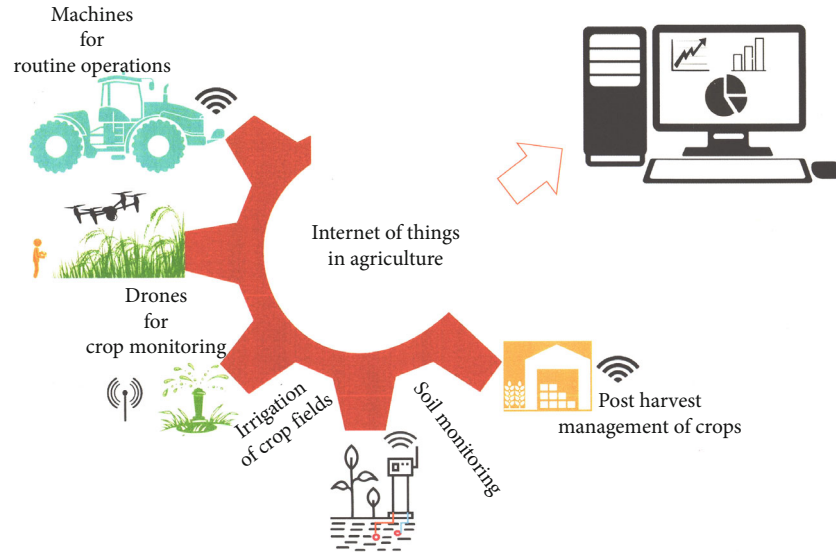 Machines
for
routine operations
Internet of things
in agriculture
Drones
for
crop monitoring
Irrigation
of crop fields
Soil monitoring
Post harvest
management of crops